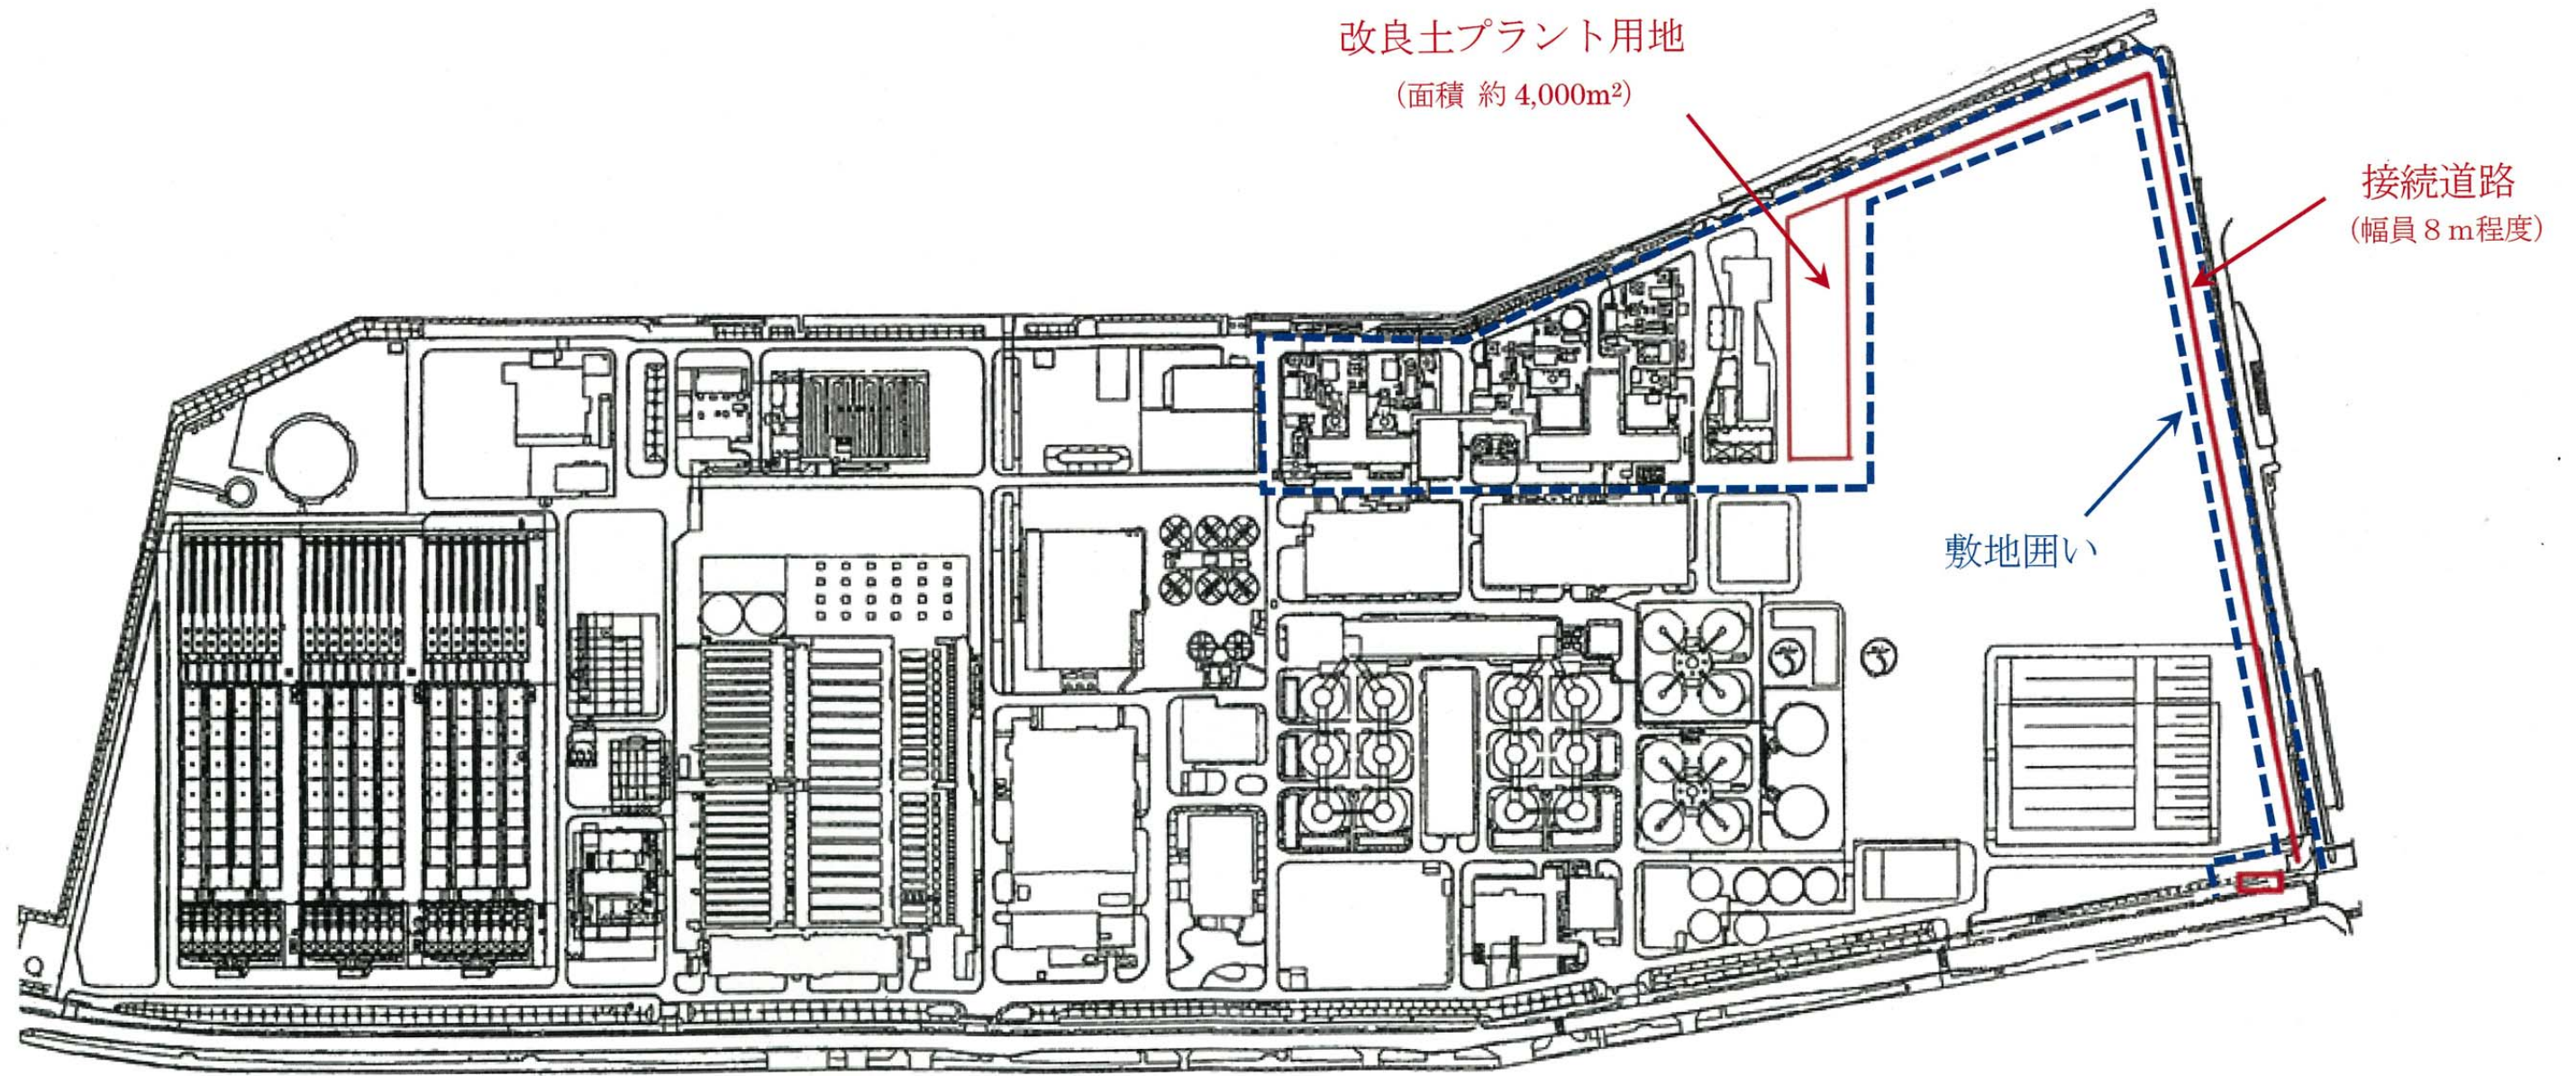 改良土プラント用地
（面積 約 4,000m²）
接続道路
（幅員８ｍ程度）
敷地囲い